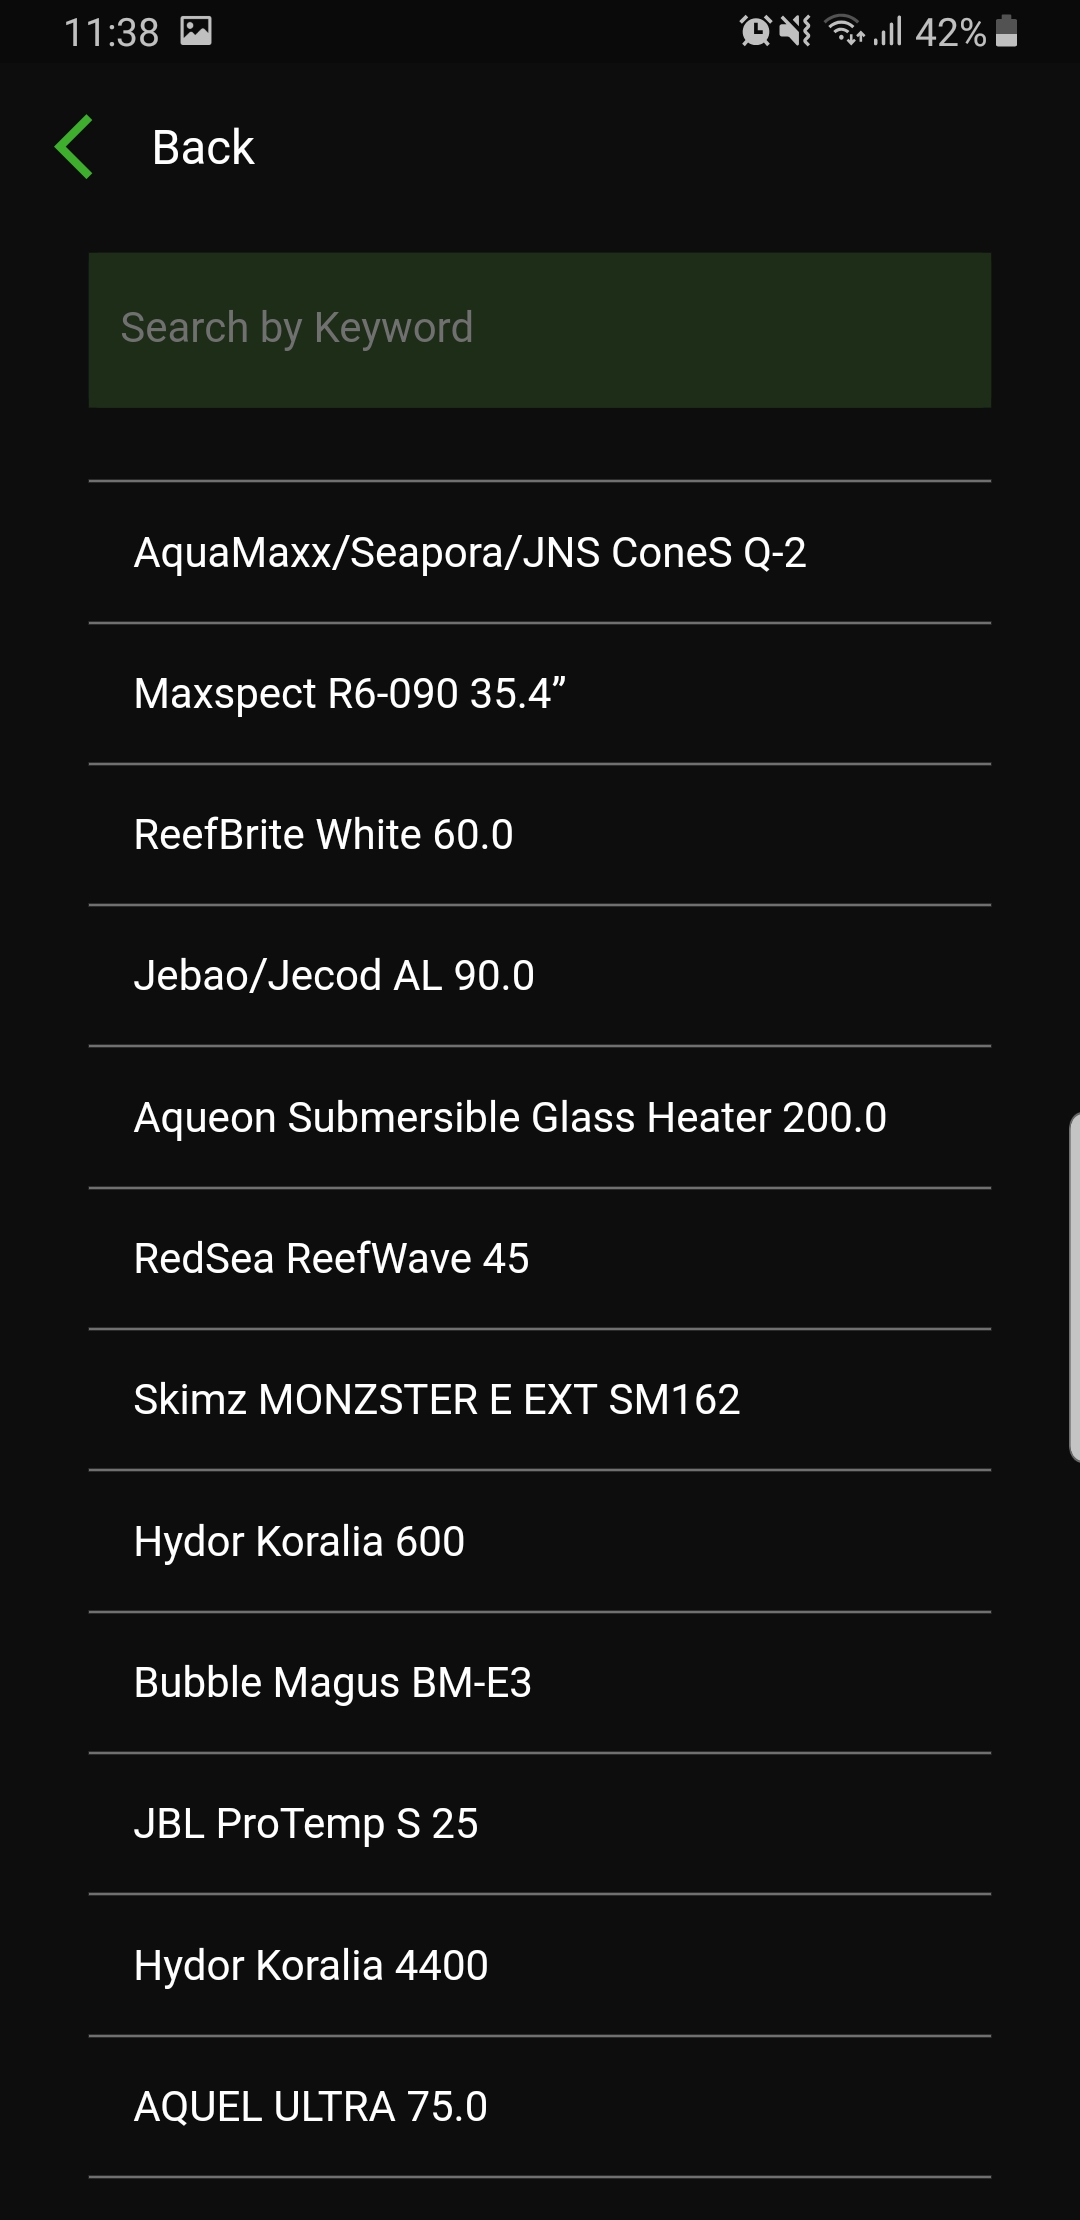 11:38
42%
Back
Search by Keyword
AquaMaxx/Seapora/JNS ConeS Q-2
Maxspect R6-090 35.4”
ReefBrite White 60.0
Jebao/Jecod AL 90.0
Aqueon Submersible Glass Heater 200.0
RedSea ReefWave 45
Skimz MONZSTER E EXT SM162
Hydor Koralia 600
Bubble Magus BM-E3
JBL ProTemp S 25
Hydor Koralia 4400
AQUEL ULTRA 75.0